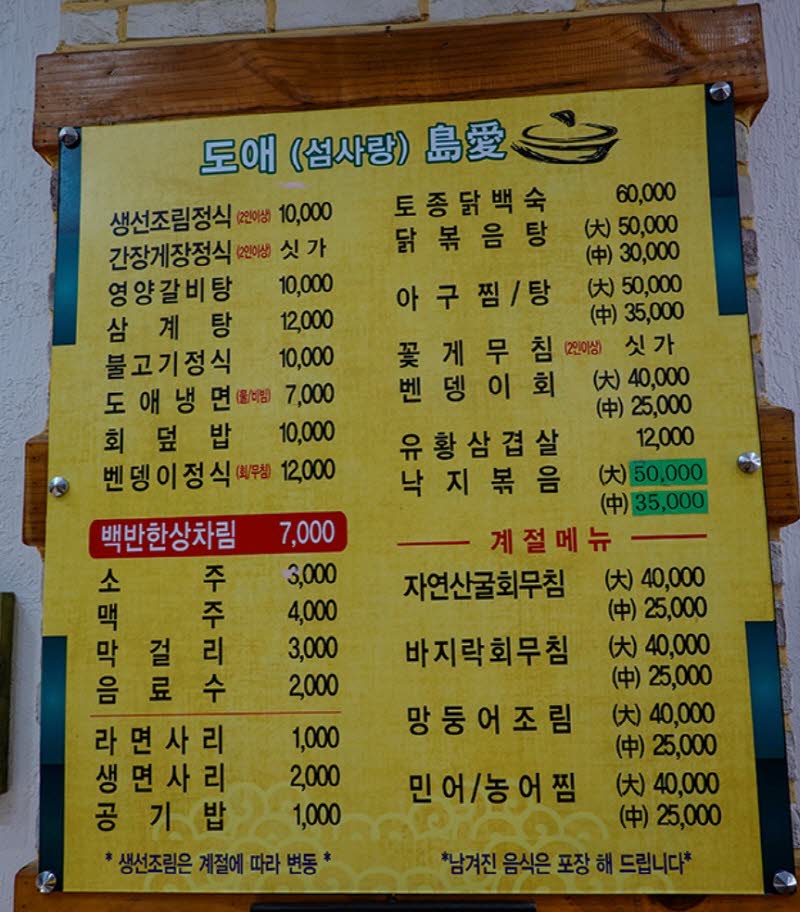 도애 (섬사랑) 島愛
생선조림정식 (2인이상) 10,000
간장게장정식 (2인이상) 싯가
영양갈비탕 10,000
삼계탕 12,000
불고기정식 10,000
도애냉면 (물/비빔) 7,000
회덮밥 10,000
벤뎅이정식 (회/무침) 12,000
백반한상차림 7,000
소주 3,000
맥주 4,000
막걸리 3,000
음료수 2,000
라면사리 1,000
생면사리 2,000
공기밥 1,000
* 생선조림은 계절에 따라 변동 *
토종닭백숙 60,000
닭볶음탕 (大) 50,000
(中) 30,000
아구찜/탕 (大) 50,000
(中) 35,000
꽃게무침 (2인이상) 싯가
벤뎅이회 (大) 40,000
(中) 25,000
유황삼겹살 12,000
낙지볶음 (大) 50,000
(中) 35,000
계절메뉴
자연산굴회무침 (大) 40,000
(中) 25,000
바지락회무침 (大) 40,000
(中) 25,000
망둥어조림 (大) 40,000
(中) 25,000
민어/농어찜 (大) 40,000
(中) 25,000
*남겨진 음식은 포장 해 드립니다*